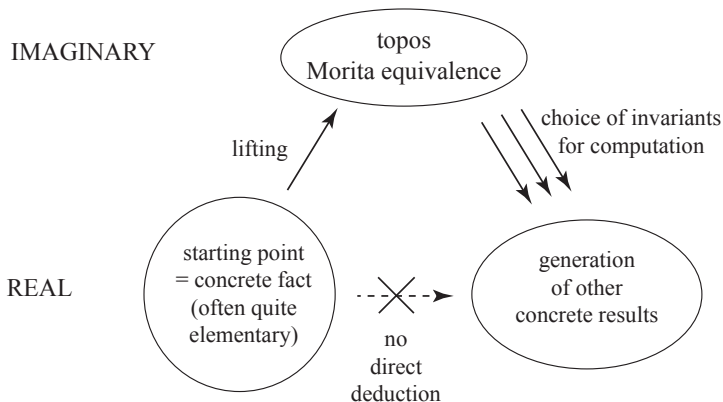 IMAGINARY
topos
Morita equivalence
choice of invariants
for computation
lifting
REAL
starting point
= concrete fact
(often quite
elementary)
generation
of other
concrete results
no
direct
deduction